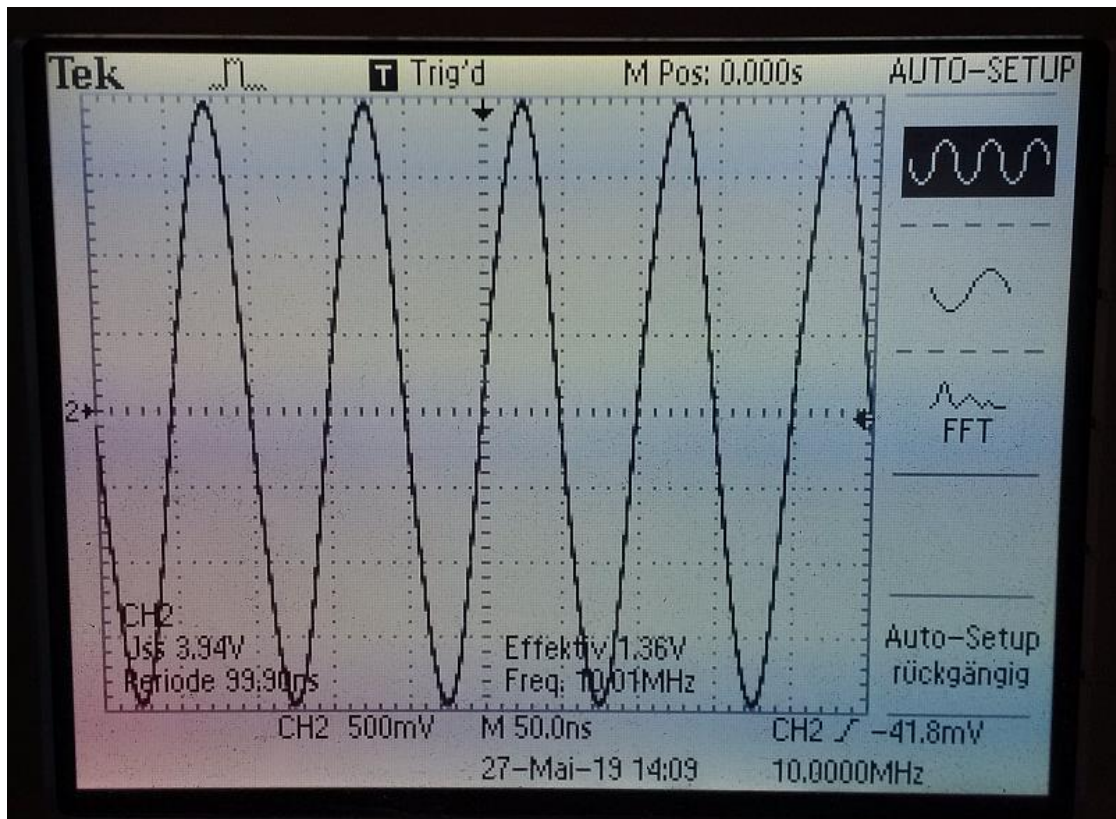 Tek T Trig'd M Pos: 0.000s AUTO-SETUP
2
FFT
CH2
Uss 3.94V Effektiv 1.36V
Periode 99.90ns Freq: 10.01MHz
Auto-Setup
rückgängig
CH2 500mV M 50.0ns CH2 -41.8mV
27-Mai-19 14:09 10.0000MHz